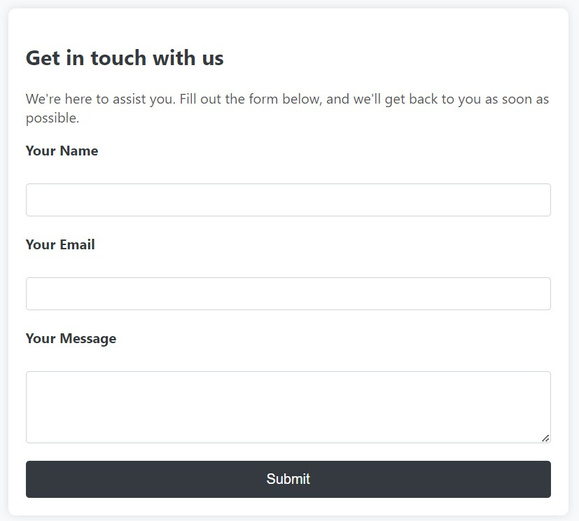 Get in touch with us
We're here to assist you. Fill out the form below, and we'll get back to you as soon as
possible.
Your Name
Your Email
Your Message
Submit